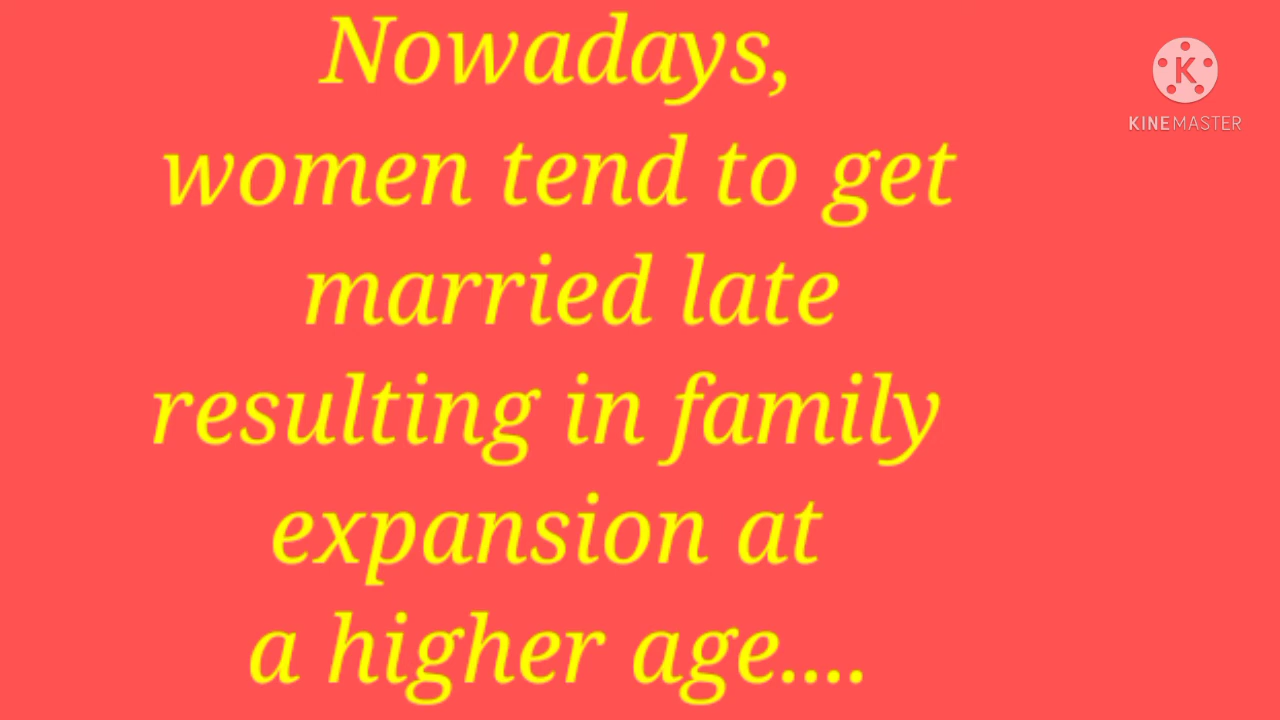 Nowadays,
women tend to get
married late
resulting in family
expansion at
a higher age....
K
KINEMASTER